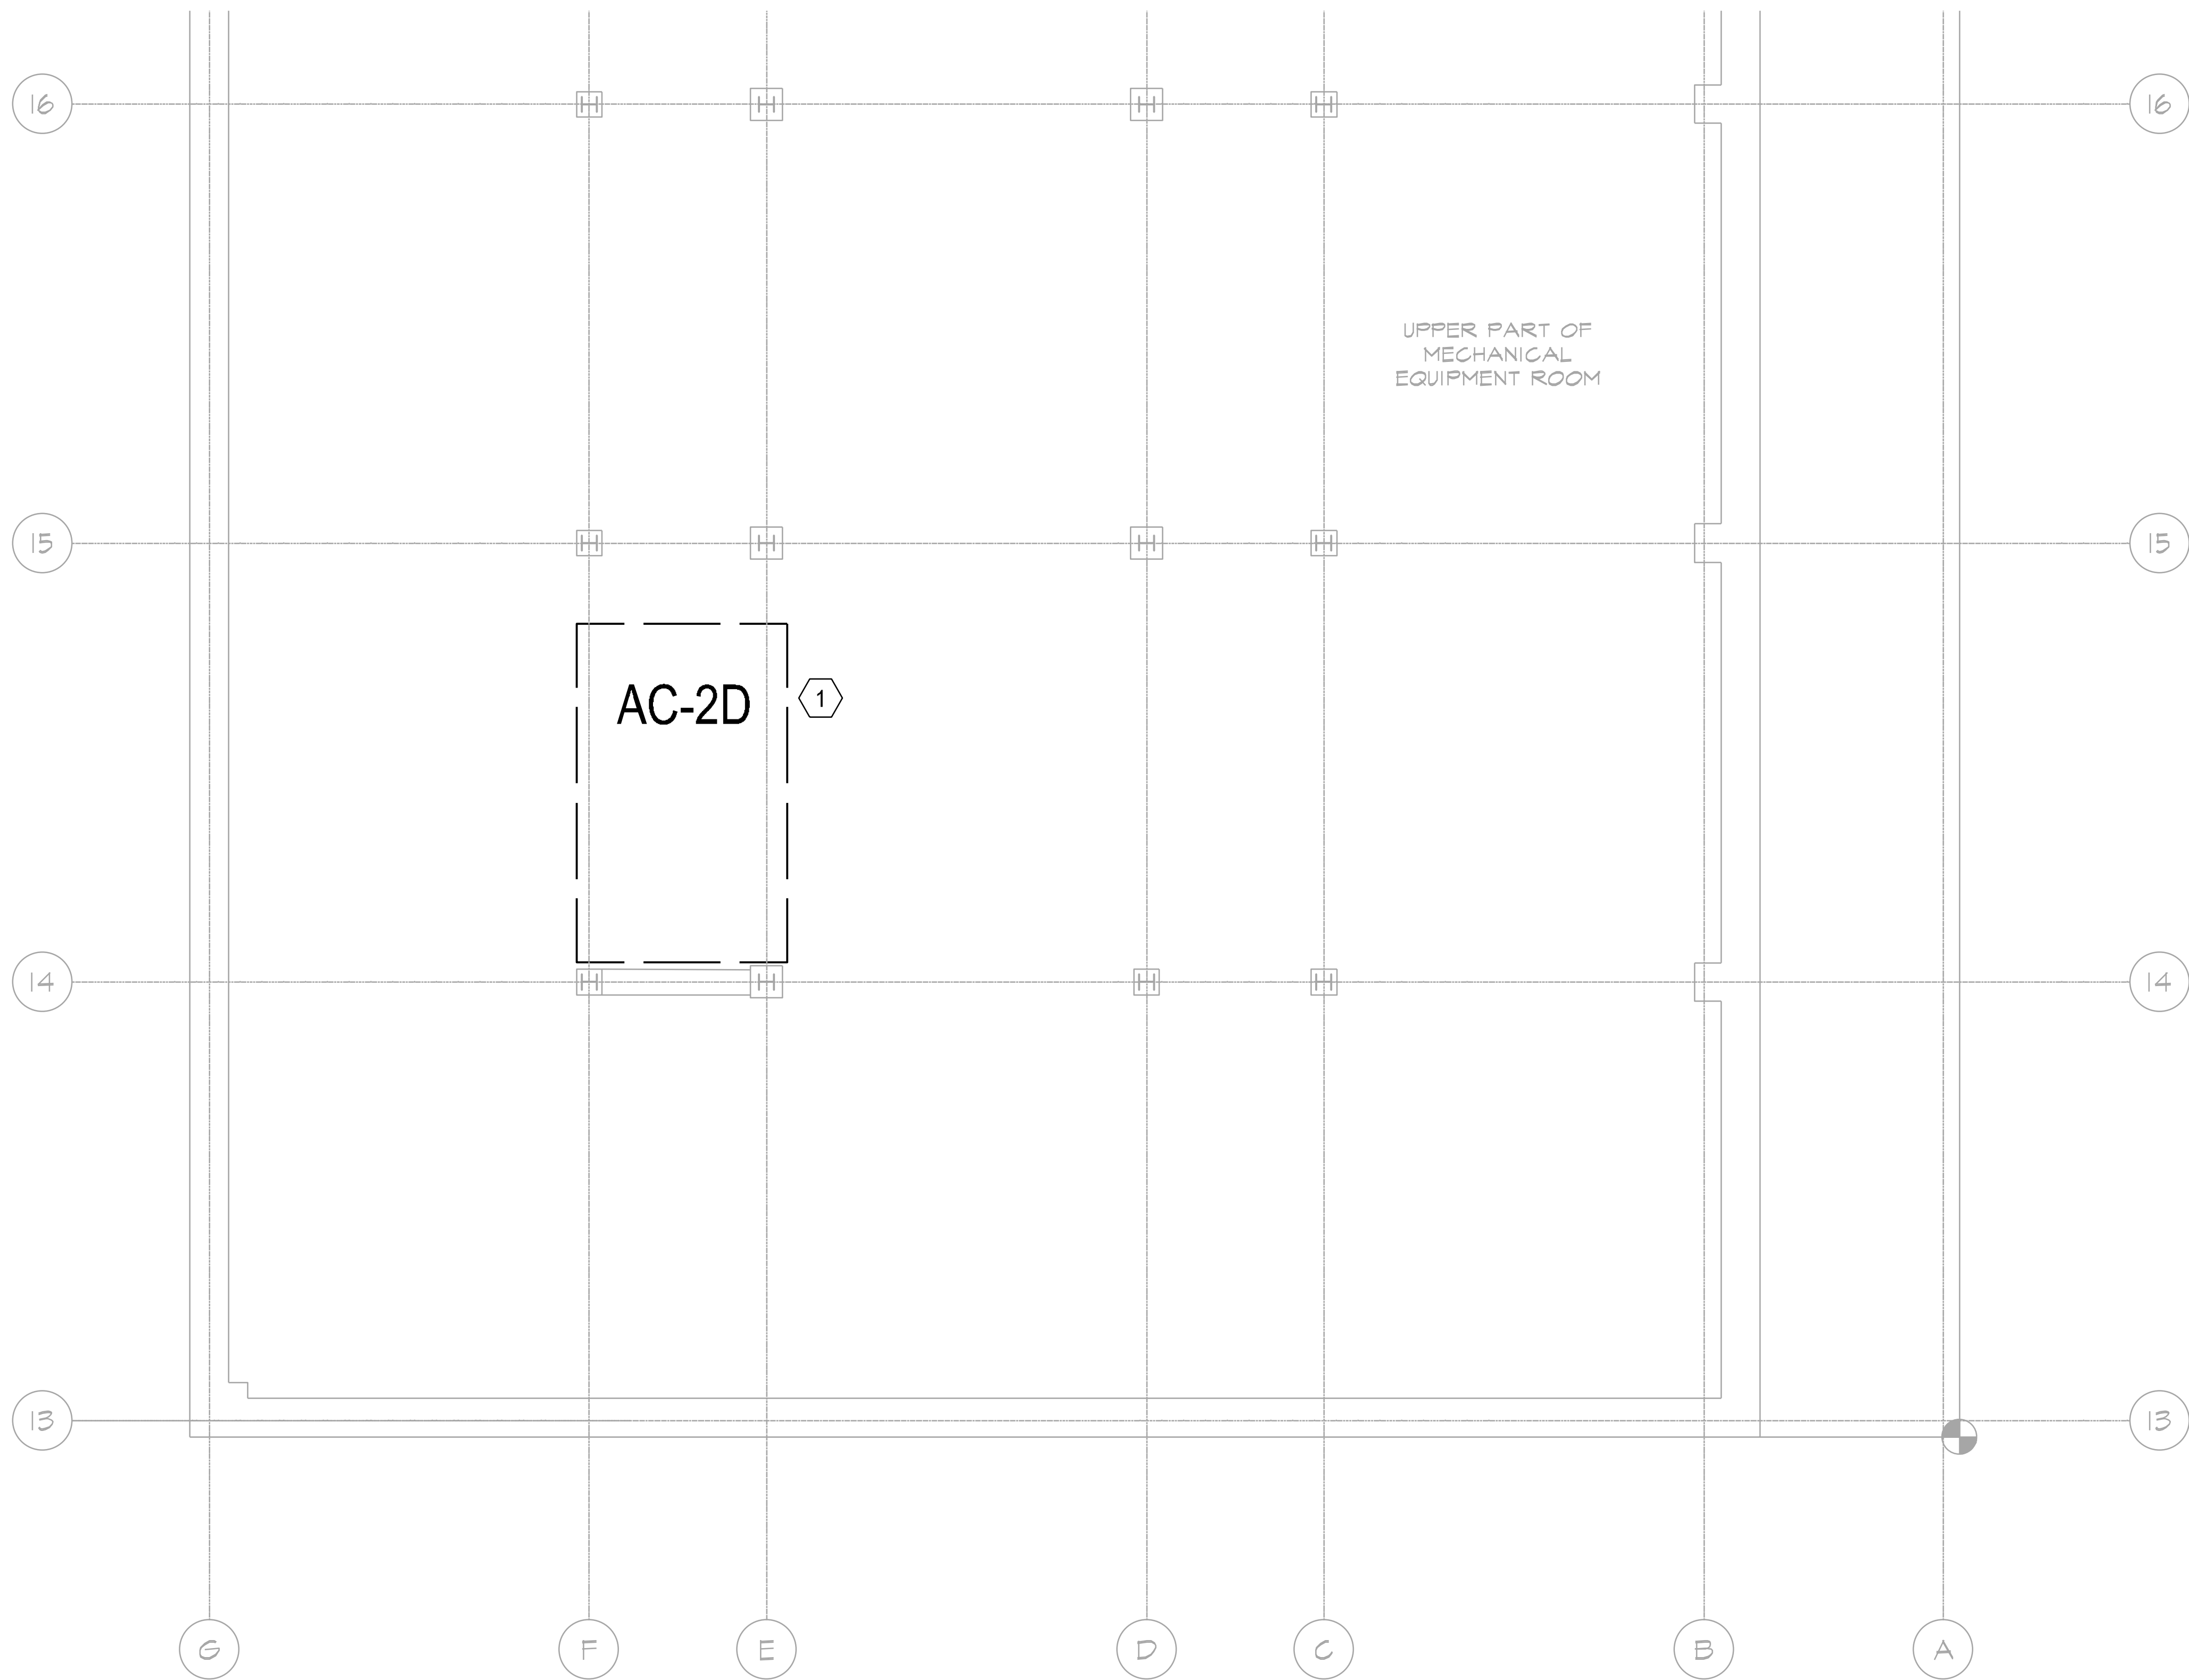 16
16
UPPER PART OF
MECHANICAL
EQUIPMENT ROOM
15
15
AC-2D
1
14
14
13
13
G
F
E
D
C
B
A